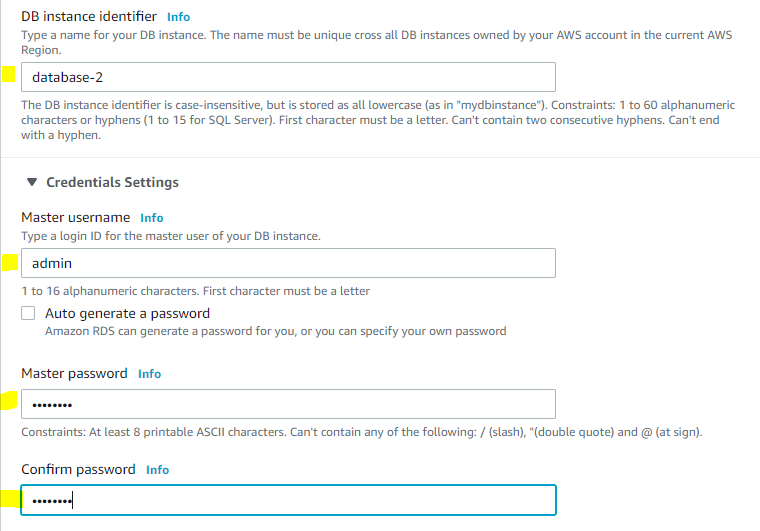 DB instance identifier Info
Type a name for your DB instance. The name must be unique cross all DB instances owned by your AWS account in the current AWS
Region.
database-2
The DB instance identifier is case-insensitive, but is stored as all lowercase (as in "mydbinstance"). Constraints: 1 to 60 alphanumeric
characters or hyphens (1 to 15 for SQL Server). First character must be a letter. Can't contain two consecutive hyphens. Can't end
with a hyphen.
Credentials Settings
Master username Info
Type a login ID for the master user of your DB instance.
admin
1 to 16 alphanumeric characters. First character must be a letter
Auto generate a password
Amazon RDS can generate a password for you, or you can specify your own password
Master password Info
••••••••
Constraints: At least 8 printable ASCII characters. Can't contain any of the following: / (slash), "(double quote) and @ (at sign).
Confirm password Info
••••••••